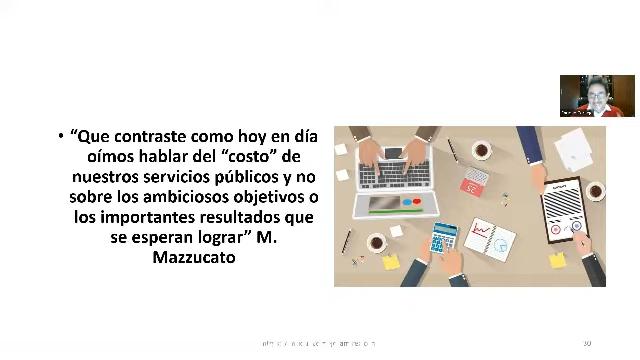 • “Que contraste como hoy en día
oímos hablar del “costo” de
nuestros servicios públicos y no
sobre los ambiciosos objetivos o
los importantes resultados que
se esperan lograr” M.
Mazzucato
30